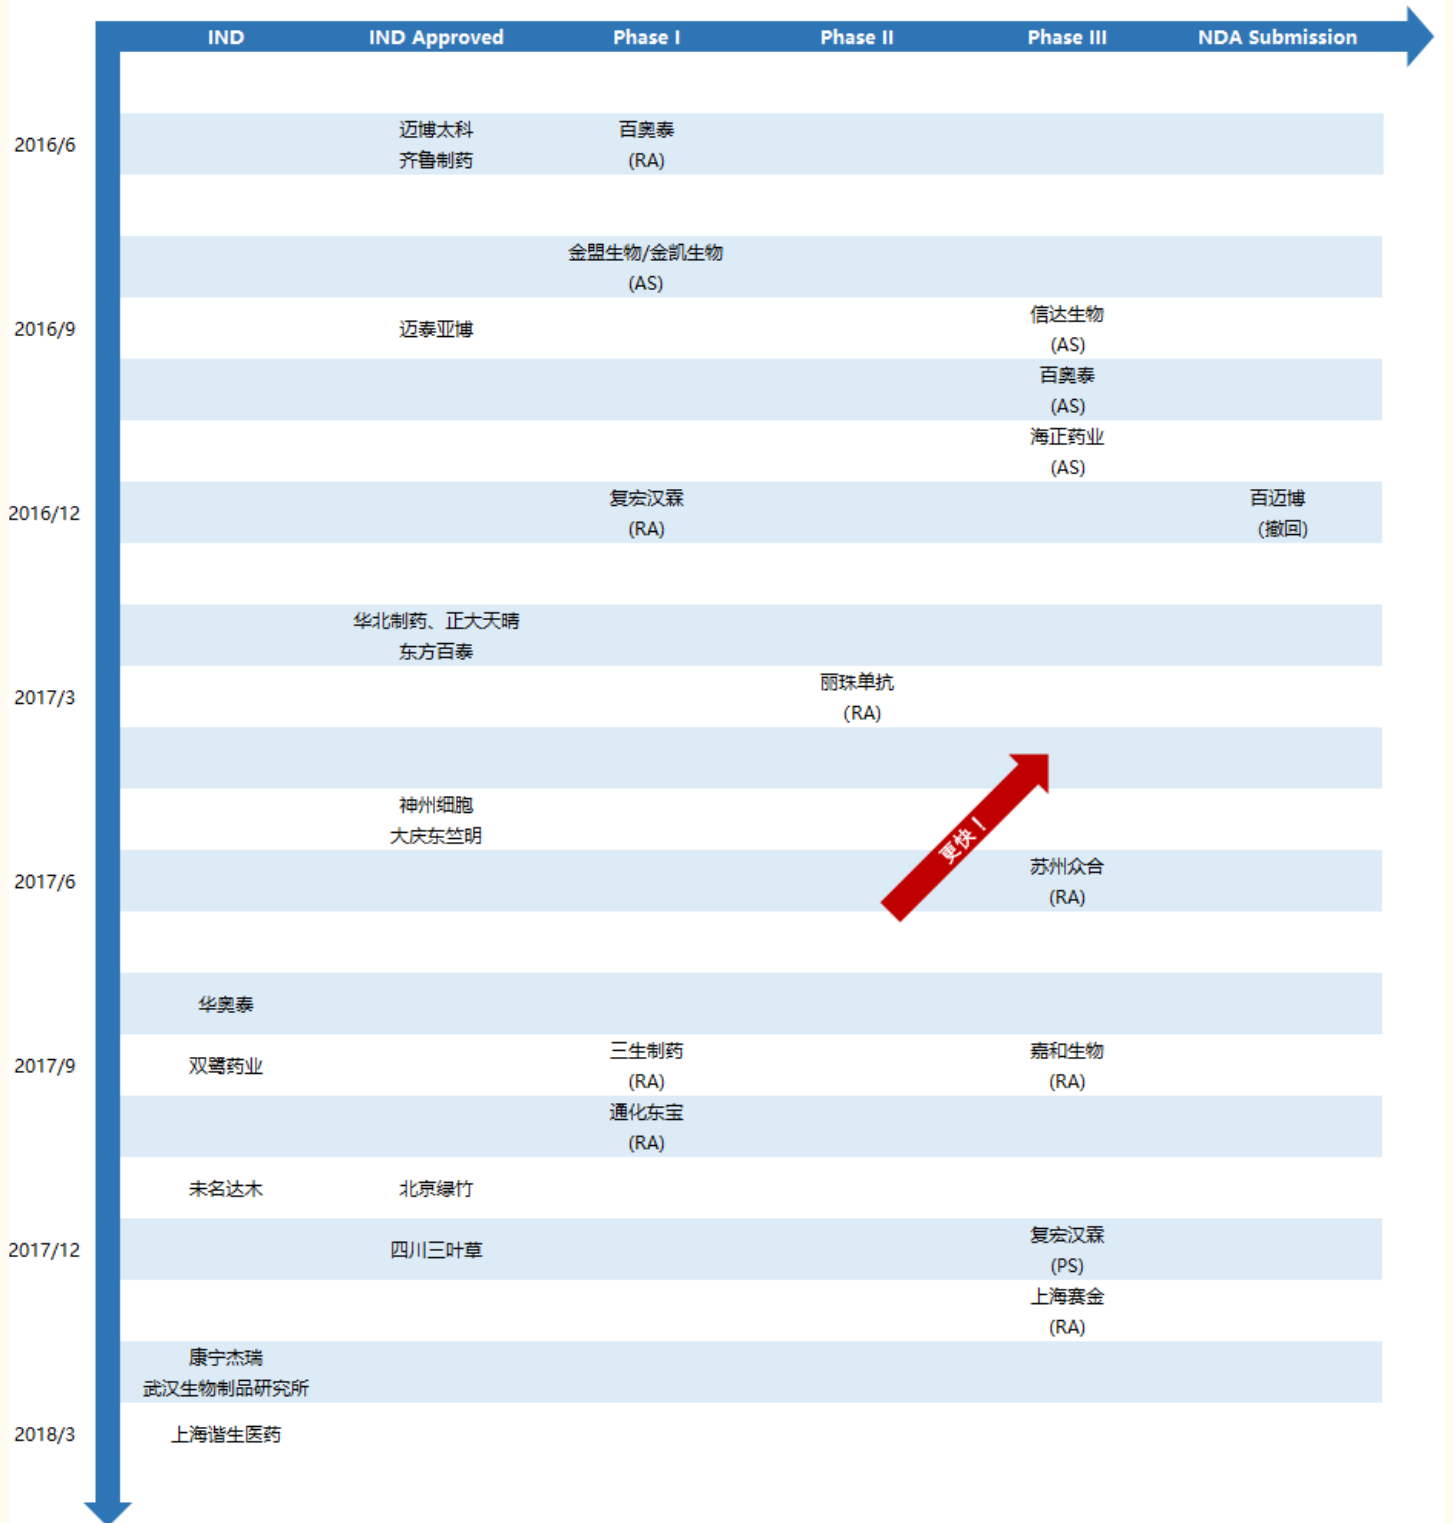 IND IND Approved Phase I Phase II Phase III NDA Submission
迈博太科 百奥泰
2016/6
齐鲁制药 (RA)
金盟生物/金凯生物
(AS)
信达生物
2016/9 迈泰亚博
(AS)
百奥泰
(AS)
海正药业
(AS)
复宏汉霖 百迈博
2016/12
(RA) (撤回)
华北制药、正大天晴
东方百泰
丽珠单抗
2017/3
(RA)
神州细胞
大庆东竺明
更快!
苏州众合
2017/6
(RA)
华奥泰
三生制药 嘉和生物
2017/9 双鹭药业
(RA) (RA)
通化东宝
(RA)
未名达木 北京绿竹
复宏汉霖
2017/12 四川三叶草
(PS)
上海赛金
(RA)
康宁杰瑞
武汉生物制品研究所
2018/3 上海谐生医药